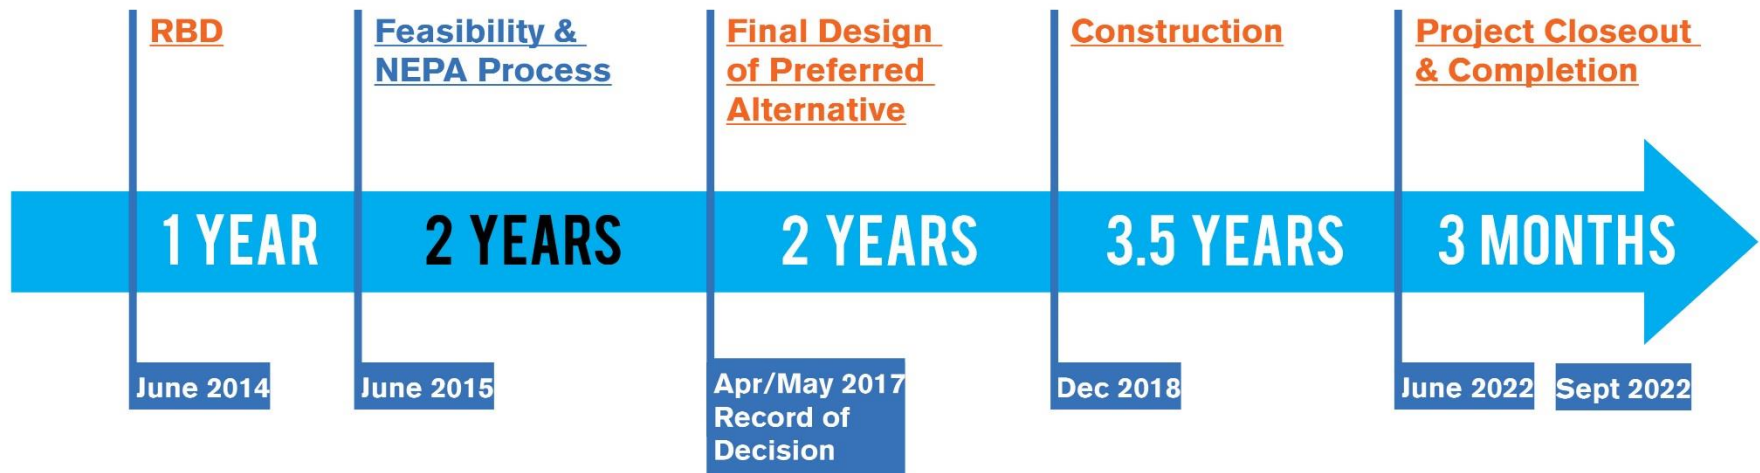 RBD
Feasibility &
NEPA Process
Final Design
of Preferred
Alternative
Construction
Project Closeout
& Completion
1 YEAR
2 YEARS
2 YEARS
3.5 YEARS
3 MONTHS
June 2014
June 2015
Apr/May 2017
Record of
Decision
Dec 2018
June 2022
Sept 2022